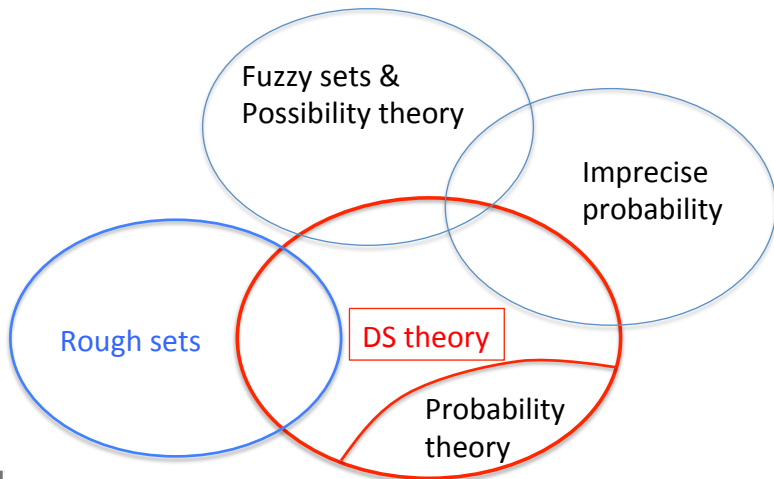 Fuzzy sets &
Possibility theory
Imprecise
probability
Rough sets
DS theory
Probability
theory